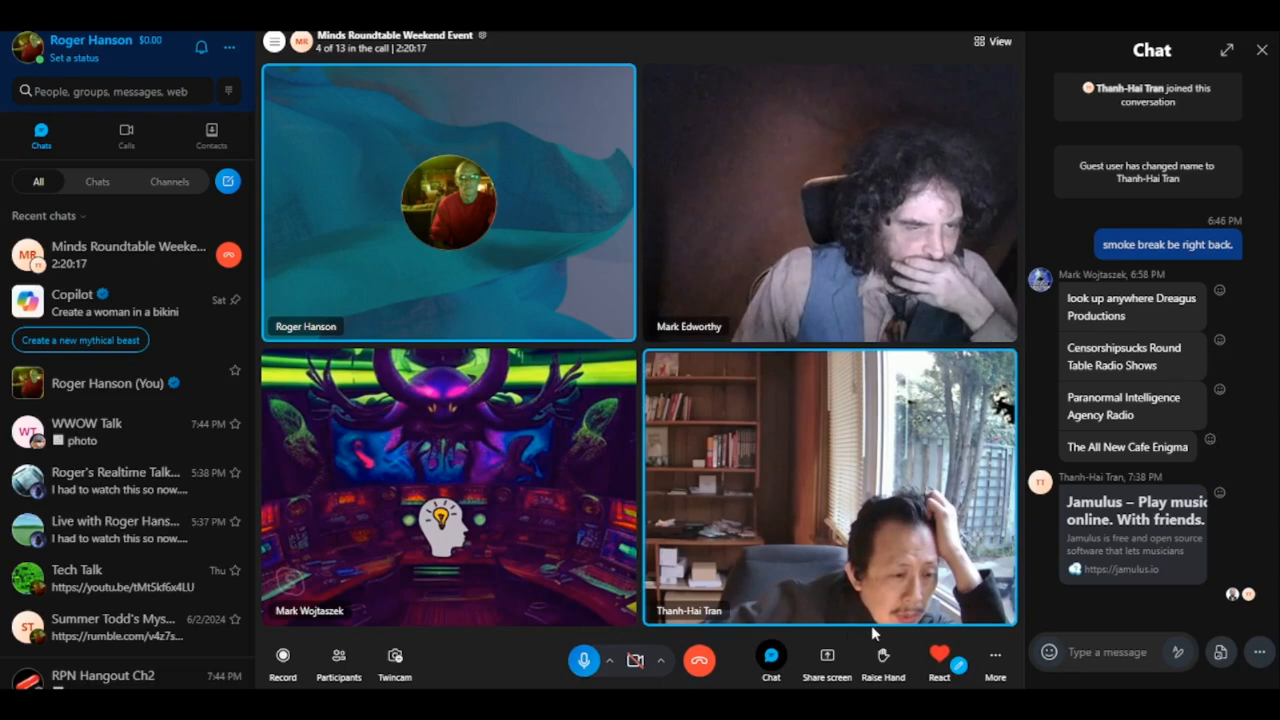 Roger Hanson $0.00
Set a status
People, groups, messages, web
Chats
Calls
Contacts
All
Chats
Channels
Recent chats
MR
TT
Minds Roundtable Weeke...
2:20:17
Copilot
Sat
Create a woman in a bikini
Create a new mythical beast
Roger Hanson (You)
WT
WWOW Talk
7:44 PM
photo
Roger's Realtime Talk...
5:38 PM
I had to watch this so now....
Live with Roger Hans...
5:37 PM
I had to watch this so now....
Tech Talk
Thu
https://youtu.be/tMtSkf6x4LU
ST
Summer Todd's Mys...
6/2/2024
https://rumble.com/v4z7s...
RPN Hangout Ch2
7:44 PM
MR
Minds Roundtable Weekend Event
4 of 13 in the call | 2:20:17
View
Roger Hanson
Mark Edworthy
Mark Wojtaszek
Thanh-Hai Tran
Record
Participants
Twincam
Chat
Share screen
Raise Hand
React
More
Chat
Thanh-Hai Tran joined this
conversation
Guest user has changed name to
Thanh-Hai Tran
6:46 PM
smoke break be right back.
Mark Wojtaszek, 6:58 PM
look up anywhere Dreagus
Productions
Censorshipsucks Round
Table Radio Shows
Paranormal Intelligence
Agency Radio
The All New Cafe Enigma
TT
Thanh-Hai Tran, 7:38 PM
Jamulus – Play music
online. With friends.
Jamulus is free and open source
software that lets musicians
https://jamulus.io
TT
Type a message